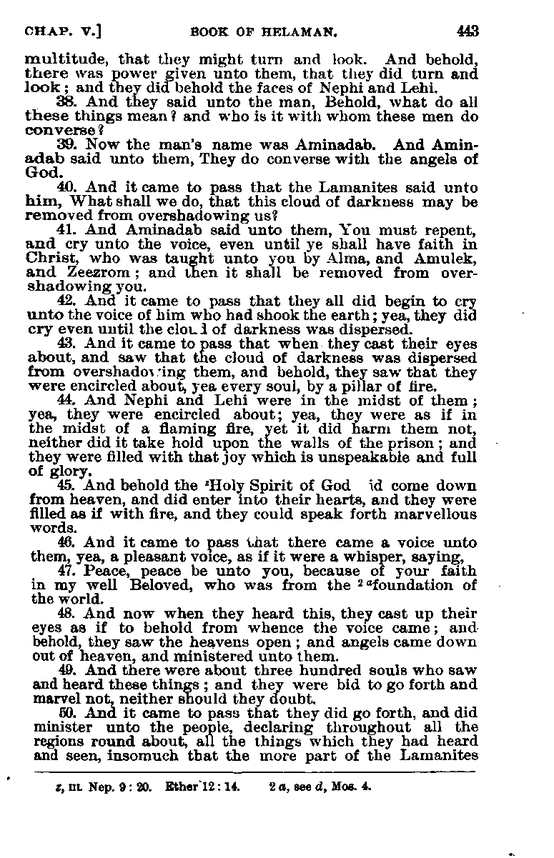 CHAP. V.] BOOK OF HELAMAN. 443
multitude, that they might turn and look. And behold,
there was power given unto them, that they did turn and
look; and they did behold the faces of Nephi and Lehi.
38. And they said unto the man, Behold, what do all
these things mean? and who is it with whom these men do
converse?
39. Now the man's name was Aminadab. And Amin-
adab said unto them, They do converse with the angels of
God.
40. And it came to pass that the Lamanites said unto
him, What shall we do, that this cloud of darkness may be
removed from overshadowing us?
41. And Aminadab said unto them, You must repent,
and cry unto the voice, even until ye shall have faith in
Christ, who was taught unto you by Alma, and Amulek,
and Zeezrom; and then it shall be removed from over-
shadowing you.
42. And it came to pass that they all did begin to cry
unto the voice of him who had shook the earth; yea, they did
cry even until the cloud of darkness was dispersed.
43. And it came to pass that when they cast their eyes
about, and saw that the cloud of darkness was dispersed
from overshadowing them, and behold, they saw that they
were encircled about, yea every soul, by a pillar of fire.
44. And Nephi and Lehi were in the midst of them;
yea, they were encircled about; yea, they were as if in
the midst of a flaming fire, yet it did harm them not,
neither did it take hold upon the walls of the prison; and
they were filled with that joy which is unspeakable and full
of glory.
45. And behold the zHoly Spirit of God id come down
from heaven, and did enter into their hearts, and they were
filled as if with fire, and they could speak forth marvellous
words.
46. And it came to pass that there came a voice unto
them, yea, a pleasant voice, as if it were a whisper, saying,
47. Peace, peace be unto you, because of your faith
in my well Beloved, who was from the 2 a foundation of
the world.
48. And now when they heard this, they cast up their
eyes as if to behold from whence the voice came; and
behold, they saw the heavens open; and angels came down
out of heaven, and ministered unto them.
49. And there were about three hundred souls who saw
and heard these things; and they were bid to go forth and
marvel not, neither should they doubt.
50. And it came to pass that they did go forth, and did
minister unto the people, declaring throughout all the
regions round about, all the things which they had heard
and seen, insomuch that the more part of the Lamanites
z, III. Nep. 9: 20. Ether 12: 14. 2 a, see d, Mos. 4.